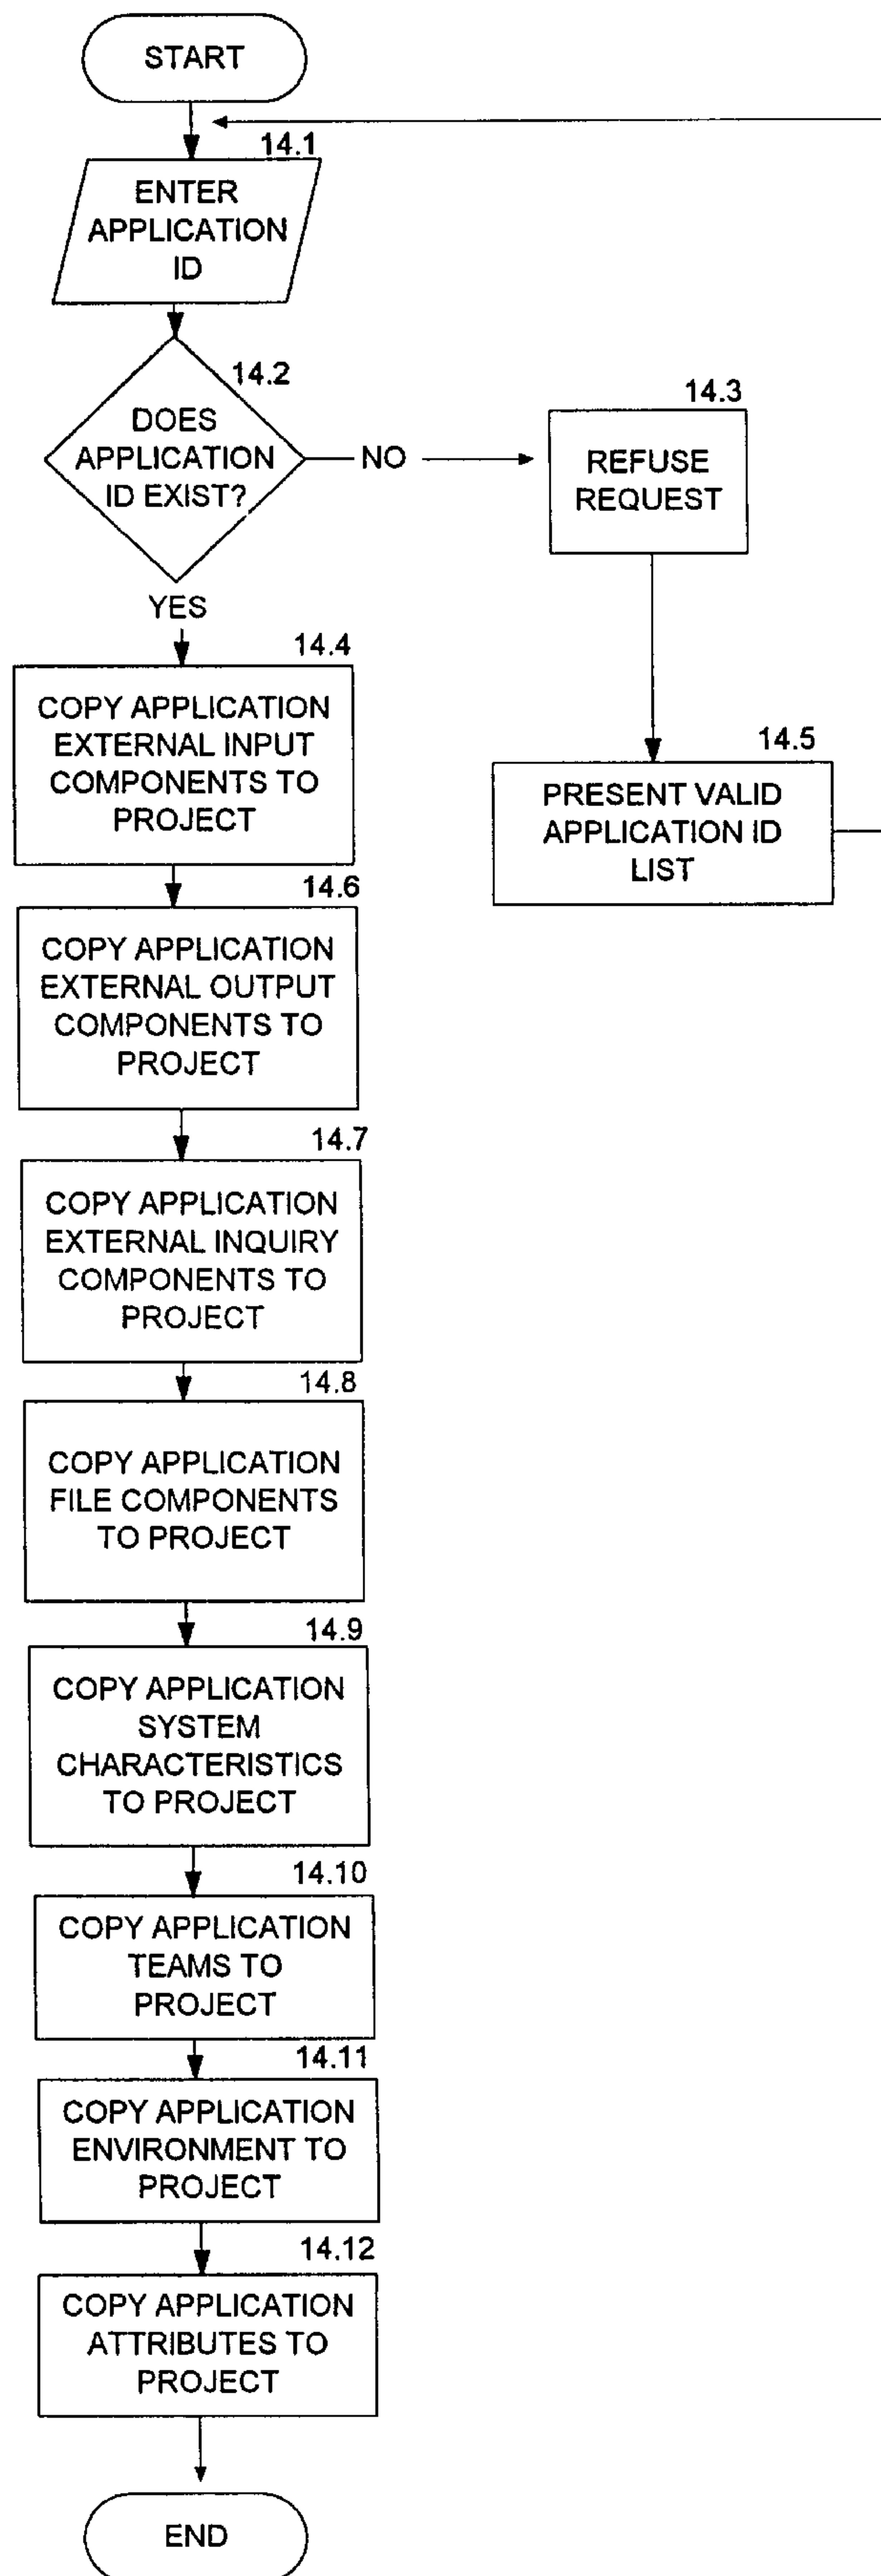 START
14.1
ENTER
APPLICATION
ID
14.2
DOES
APPLICATION
ID EXIST?
NO
14.3
REFUSE
REQUEST
YES
14.4
COPY APPLICATION
EXTERNAL INPUT
COMPONENTS TO
PROJECT
14.5
PRESENT VALID
APPLICATION ID
LIST
14.6
COPY APPLICATION
EXTERNAL OUTPUT
COMPONENTS TO
PROJECT
14.7
COPY APPLICATION
EXTERNAL INQUIRY
COMPONENTS TO
PROJECT
14.8
COPY APPLICATION
FILE COMPONENTS
TO PROJECT
14.9
COPY APPLICATION
SYSTEM
CHARACTERISTICS
TO PROJECT
14.10
COPY APPLICATION
TEAMS TO
PROJECT
14.11
COPY APPLICATION
ENVIRONMENT TO
PROJECT
14.12
COPY APPLICATION
ATTRIBUTES TO
PROJECT
END